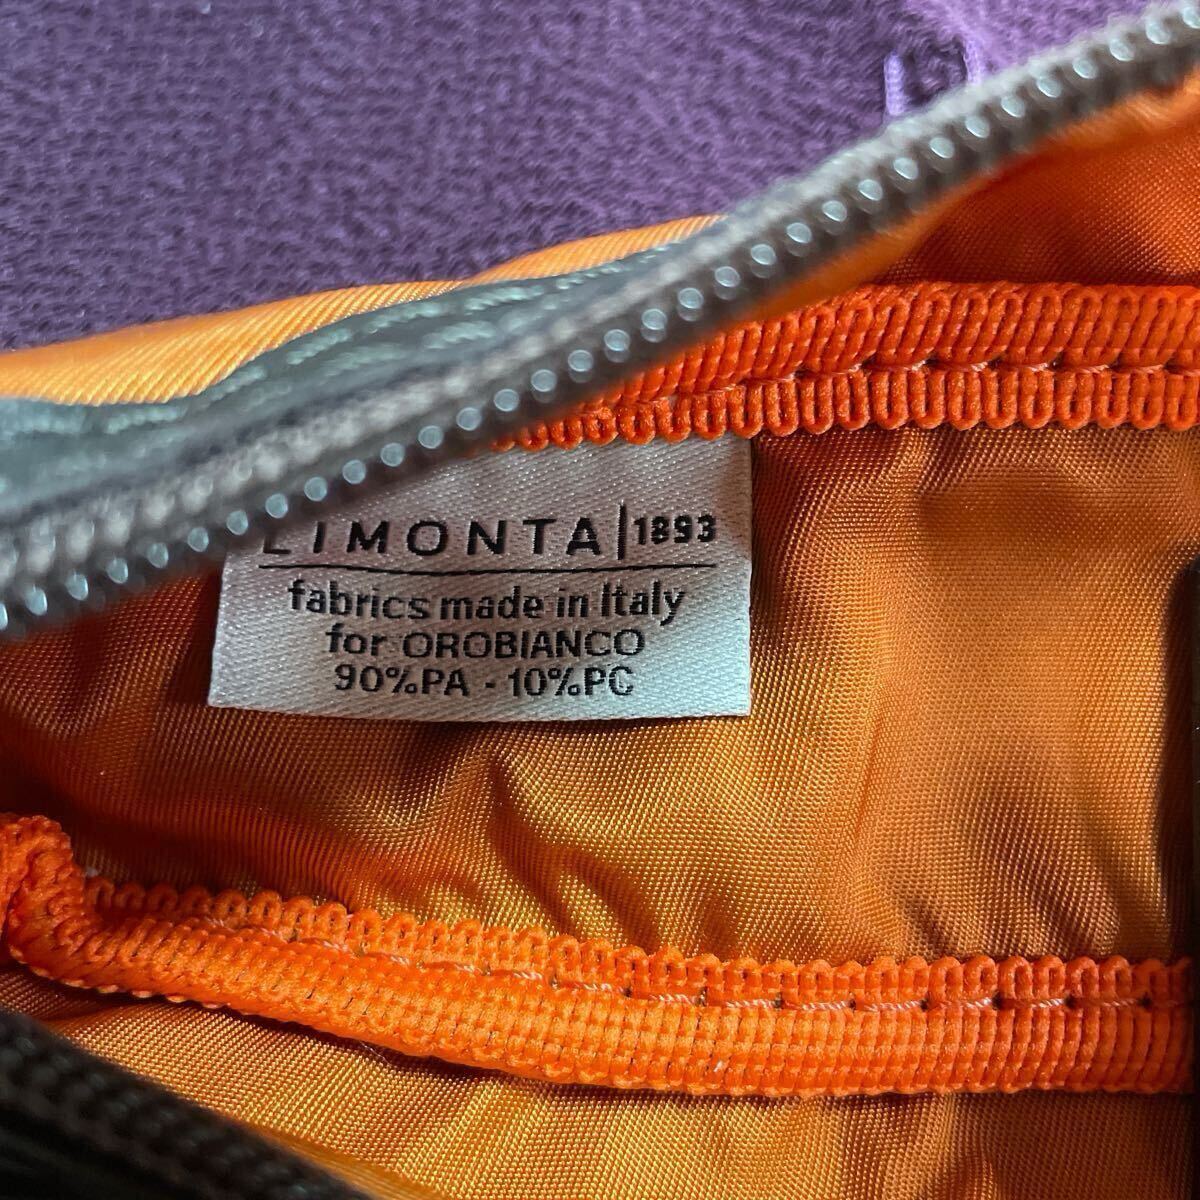 LIMONTA | 1893
fabrics made in Italy
for OROBIANCO
90%PA - 10%PC